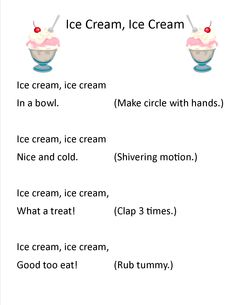 Ice Cream, Ice Cream
Ice cream, ice cream
In a bowl. (Make circle with hands.)
Ice cream, ice cream
Nice and cold. (Shivering motion.)
Ice cream, ice cream,
What a treat! (Clap 3 times.)
Ice cream, ice cream,
Good too eat! (Rub tummy.)